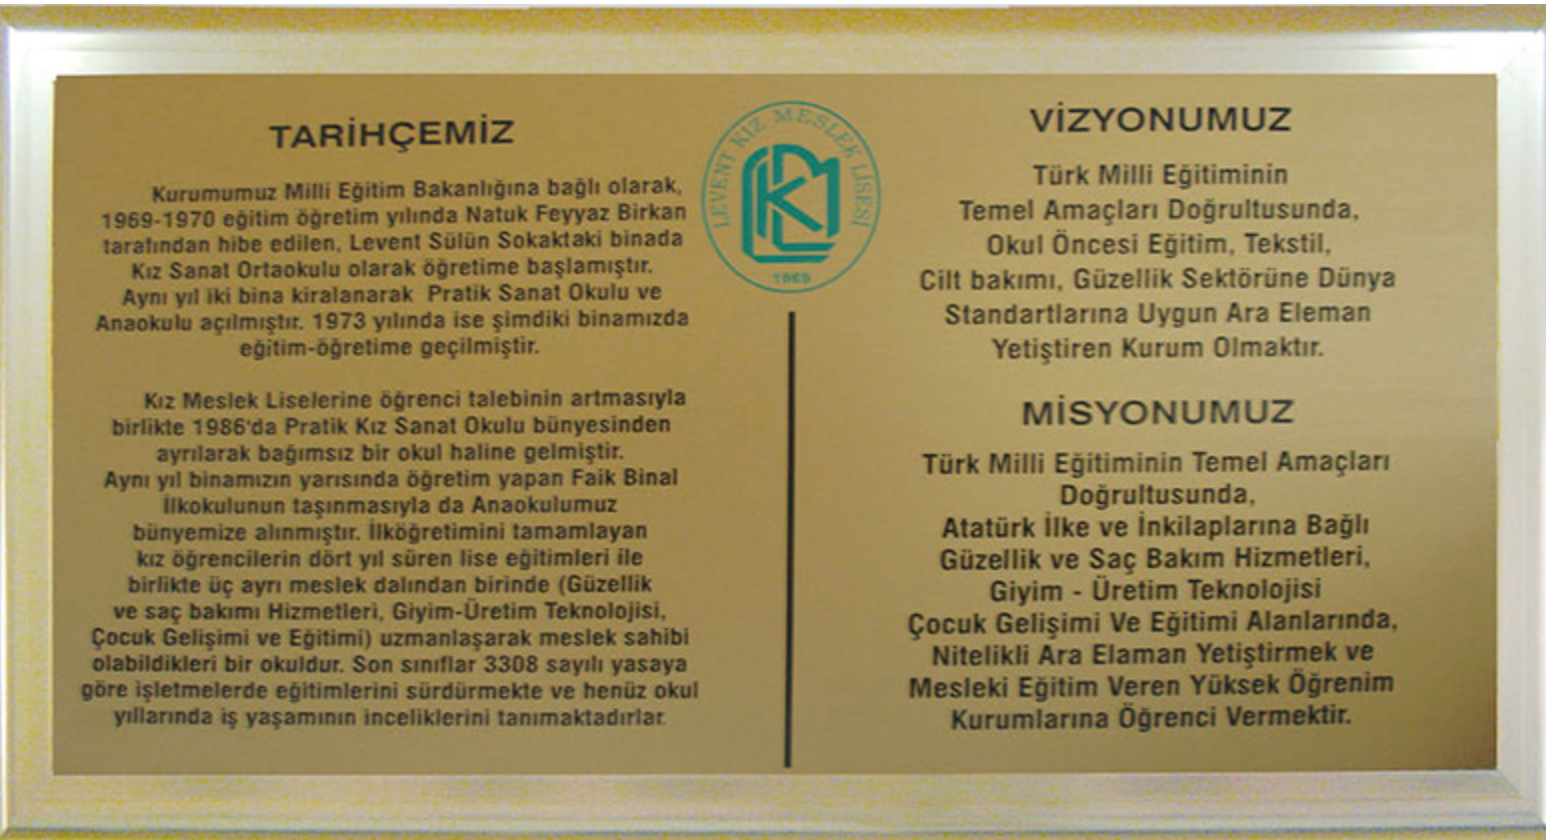 TARİHÇEMİZ
Kurumumuz Milli Eğitim Bakanlığına bağlı olarak,
1969-1970 eğitim öğretim yılında Natuk Feyyaz Birkan
tarafından hibe edilen, Levent Sülün Sokaktaki binada
Kız Sanat Ortaokulu olarak öğretime başlamıştır.
Aynı yıl iki bina kiralanarak Pratik Sanat Okulu ve
Anaokulu açılmıştır. 1973 yılında ise şimdiki binamızda
eğitim-öğretime geçilmiştir.
Kız Meslek Liselerine öğrenci talebinin artmasıyla
birlikte 1986'da Pratik Kız Sanat Okulu bünyesinden
ayrılarak bağımsız bir okul haline gelmiştir.
Aynı yıl binamızın yarısında öğretim yapan Faik Binal
İlkokulunun taşınmasıyla da Anaokulumuz
bünyemize alınmıştır. İlköğretimini tamamlayan
kız öğrencilerin dört yıl süren lise eğitimleri ile
birlikte üç ayrı meslek dalından birinde (Güzellik
ve saç bakımı Hizmetleri, Giyim-Üretim Teknolojisi,
Çocuk Gelişimi ve Eğitimi) uzmanlaşarak meslek sahibi
olabildikleri bir okuldur. Son sınıflar 3308 sayılı yasaya
göre işletmelerde eğitimlerini sürdürmekte ve henüz okul
yıllarında iş yaşamının inceliklerini tanımaktadırlar.
LEVENT KIZ MESLEK LİSESİ
LKML
1969
VİZYONUMUZ
Türk Milli Eğitiminin
Temel Amaçları Doğrultusunda,
Okul Öncesi Eğitim, Tekstil,
Cilt bakımı, Güzellik Sektörüne Dünya
Standartlarına Uygun Ara Eleman
Yetiştiren Kurum Olmaktır.
MİSYONUMUZ
Türk Milli Eğitiminin Temel Amaçları
Doğrultusunda,
Atatürk İlke ve İnkilaplarına Bağlı
Güzellik ve Saç Bakım Hizmetleri,
Giyim - Üretim Teknolojisi
Çocuk Gelişimi Ve Eğitimi Alanlarında,
Nitelikli Ara Elaman Yetiştirmek ve
Mesleki Eğitim Veren Yüksek Öğrenim
Kurumlarına Öğrenci Vermektir.